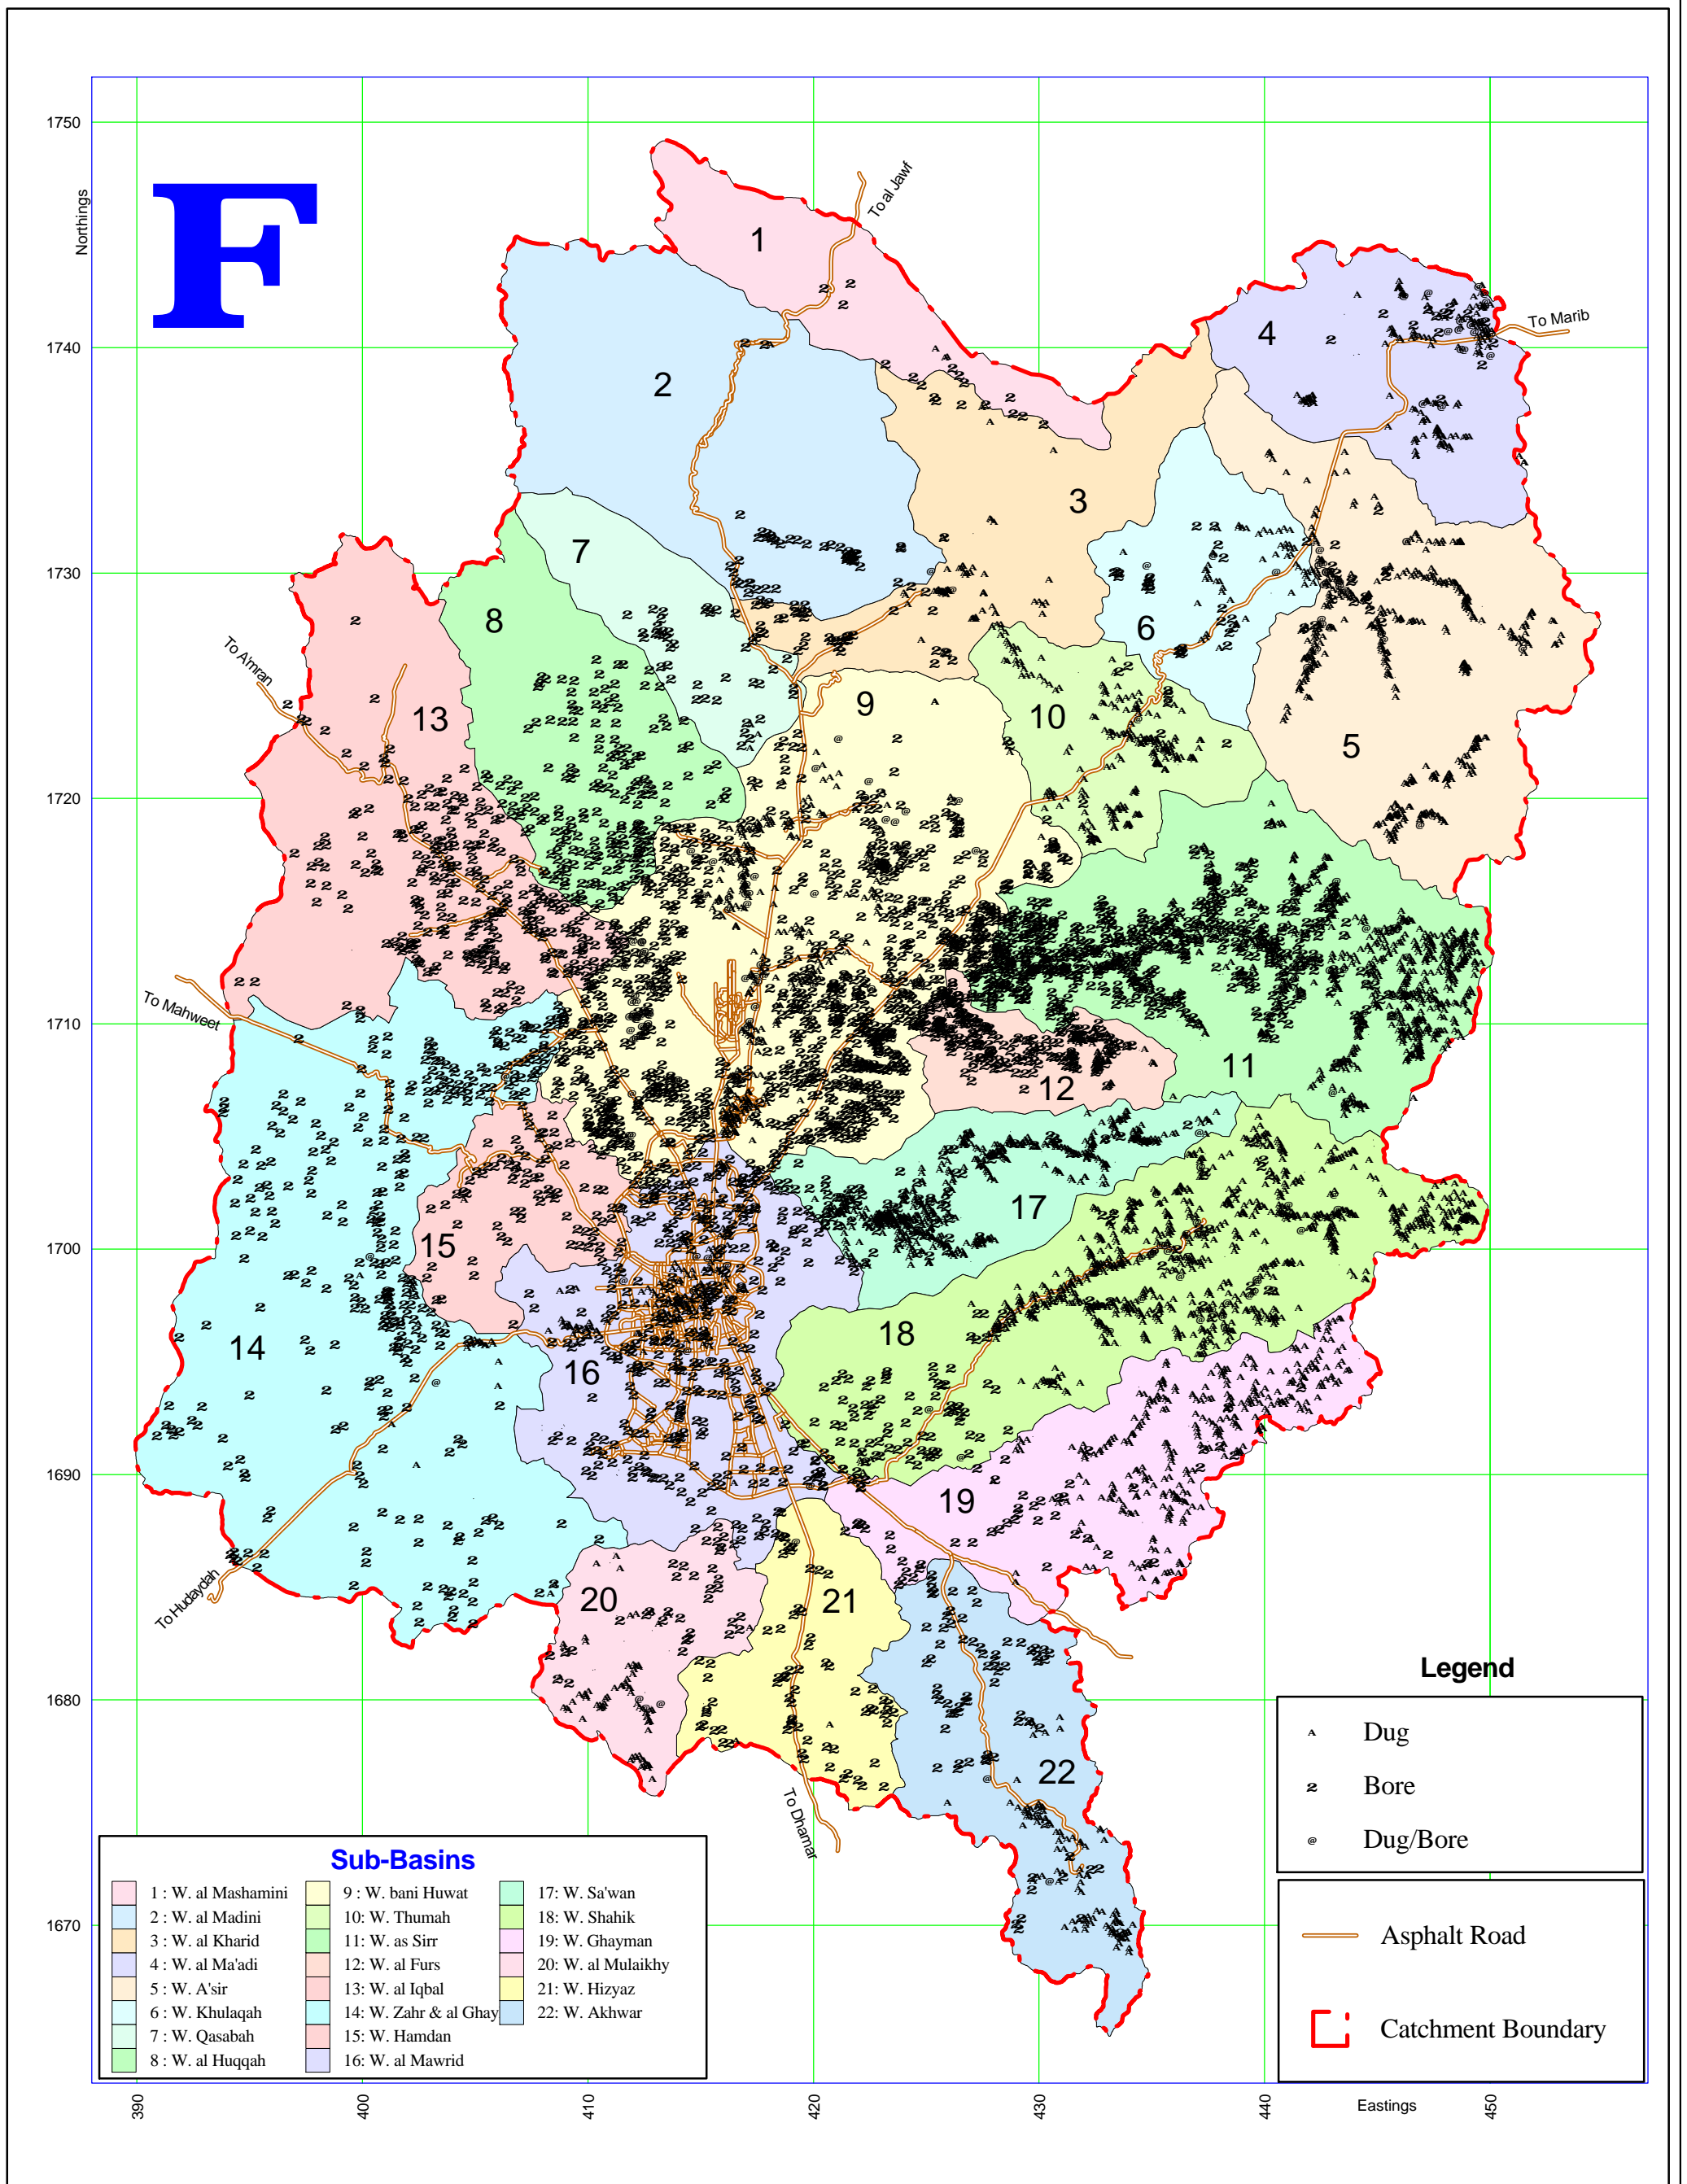 F
Northings
1750
1740
1730
1720
1710
1700
1690
1680
1670
390
400
410
420
430
440
450
Eastings
To al Jawf
To Marib
To A'mran
To Mahweet
To Hudaydah
To Dhamar
1
2
3
4
5
6
7
8
9
10
11
12
13
14
15
16
17
18
19
20
21
22
Legend
A Dug
2 Bore
@ Dug/Bore
Asphalt Road
Catchment Boundary
Sub-Basins
1 : W. al Mashamini
2 : W. al Madini
3 : W. al Kharid
4 : W. al Ma'adi
5 : W. A'sir
6 : W. Khulaqah
7 : W. Qasabah
8 : W. al Huqqah
9 : W. bani Huwat
10: W. Thumah
11: W. as Sirr
12: W. al Furs
13: W. al Iqbal
14: W. Zahr & al Ghay
15: W. Hamdan
16: W. al Mawrid
17: W. Sa'wan
18: W. Shahik
19: W. Ghayman
20: W. al Mulaikhy
21: W. Hizyaz
22: W. Akhwar